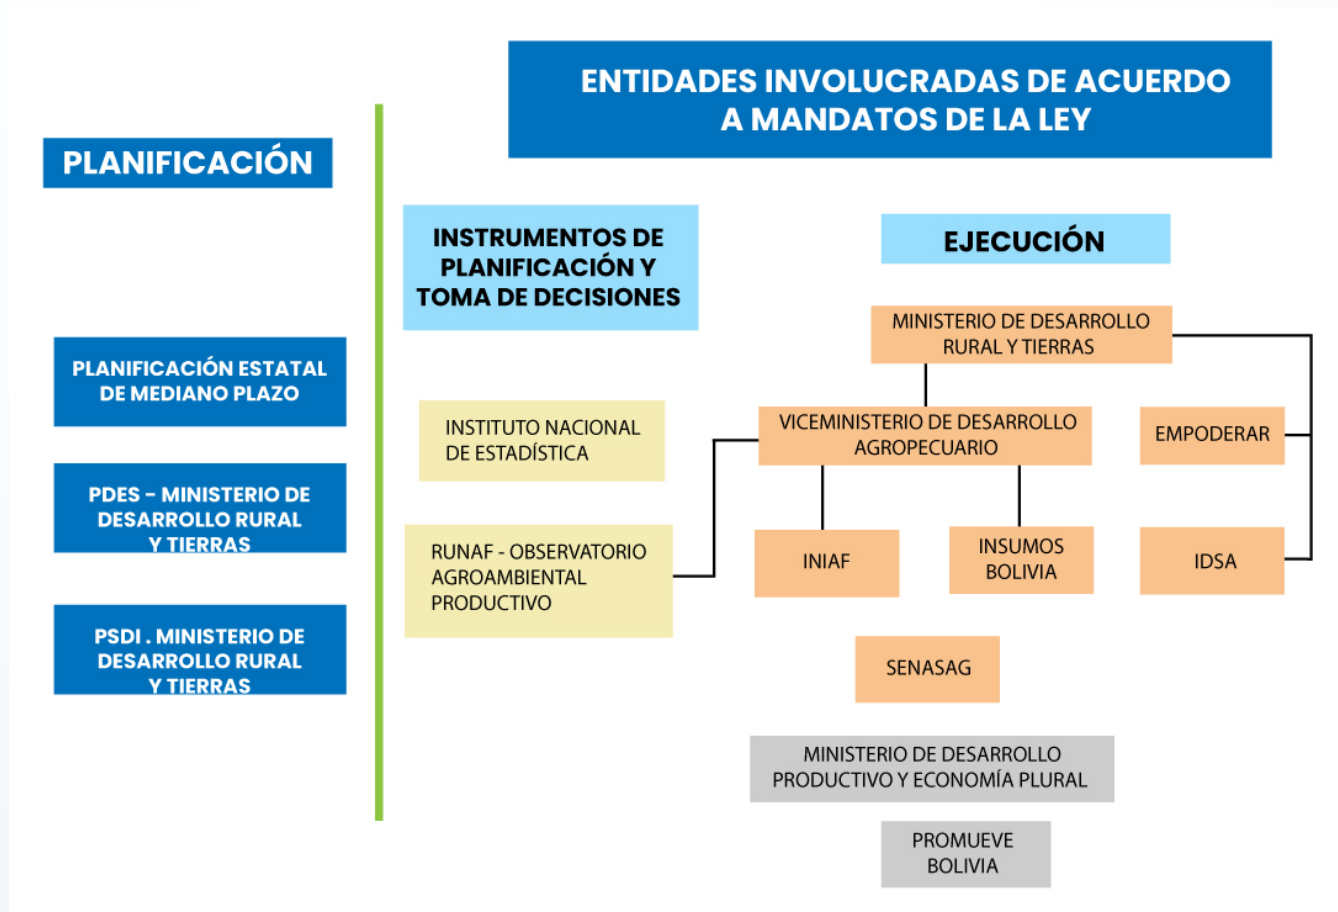 PLANIFICACIÓN
PLANIFICACIÓN ESTATAL
DE MEDIANO PLAZO
PDES - MINISTERIO DE
DESARROLLO RURAL
Y TIERRAS
PSDI . MINISTERIO DE
DESARROLLO RURAL
Y TIERRAS
ENTIDADES INVOLUCRADAS DE ACUERDO
A MANDATOS DE LA LEY
INSTRUMENTOS DE
PLANIFICACIÓN Y
TOMA DE DECISIONES
INSTITUTO NACIONAL
DE ESTADÍSTICA
RUNAF - OBSERVATORIO
AGROAMBIENTAL
PRODUCTIVO
EJECUCIÓN
MINISTERIO DE DESARROLLO
RURAL Y TIERRAS
VICEMINISTERIO DE DESARROLLO
AGROPECUARIO
EMPODERAR
INIAF
INSUMOS
BOLIVIA
IDSA
SENASAG
MINISTERIO DE DESARROLLO
PRODUCTIVO Y ECONOMÍA PLURAL
PROMUEVE
BOLIVIA